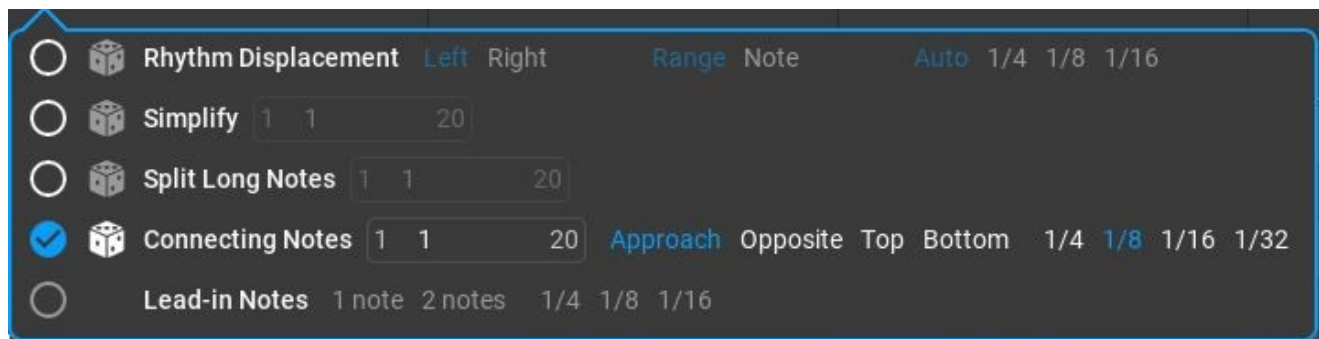 Rhythm Displacement Left Right Range Note Auto 1/4 1/8 1/16
Simplify 1 1 20
Split Long Notes 1 1 20
Connecting Notes 1 1 20 Approach Opposite Top Bottom 1/4 1/8 1/16 1/32
Lead-in Notes 1 note 2 notes 1/4 1/8 1/16